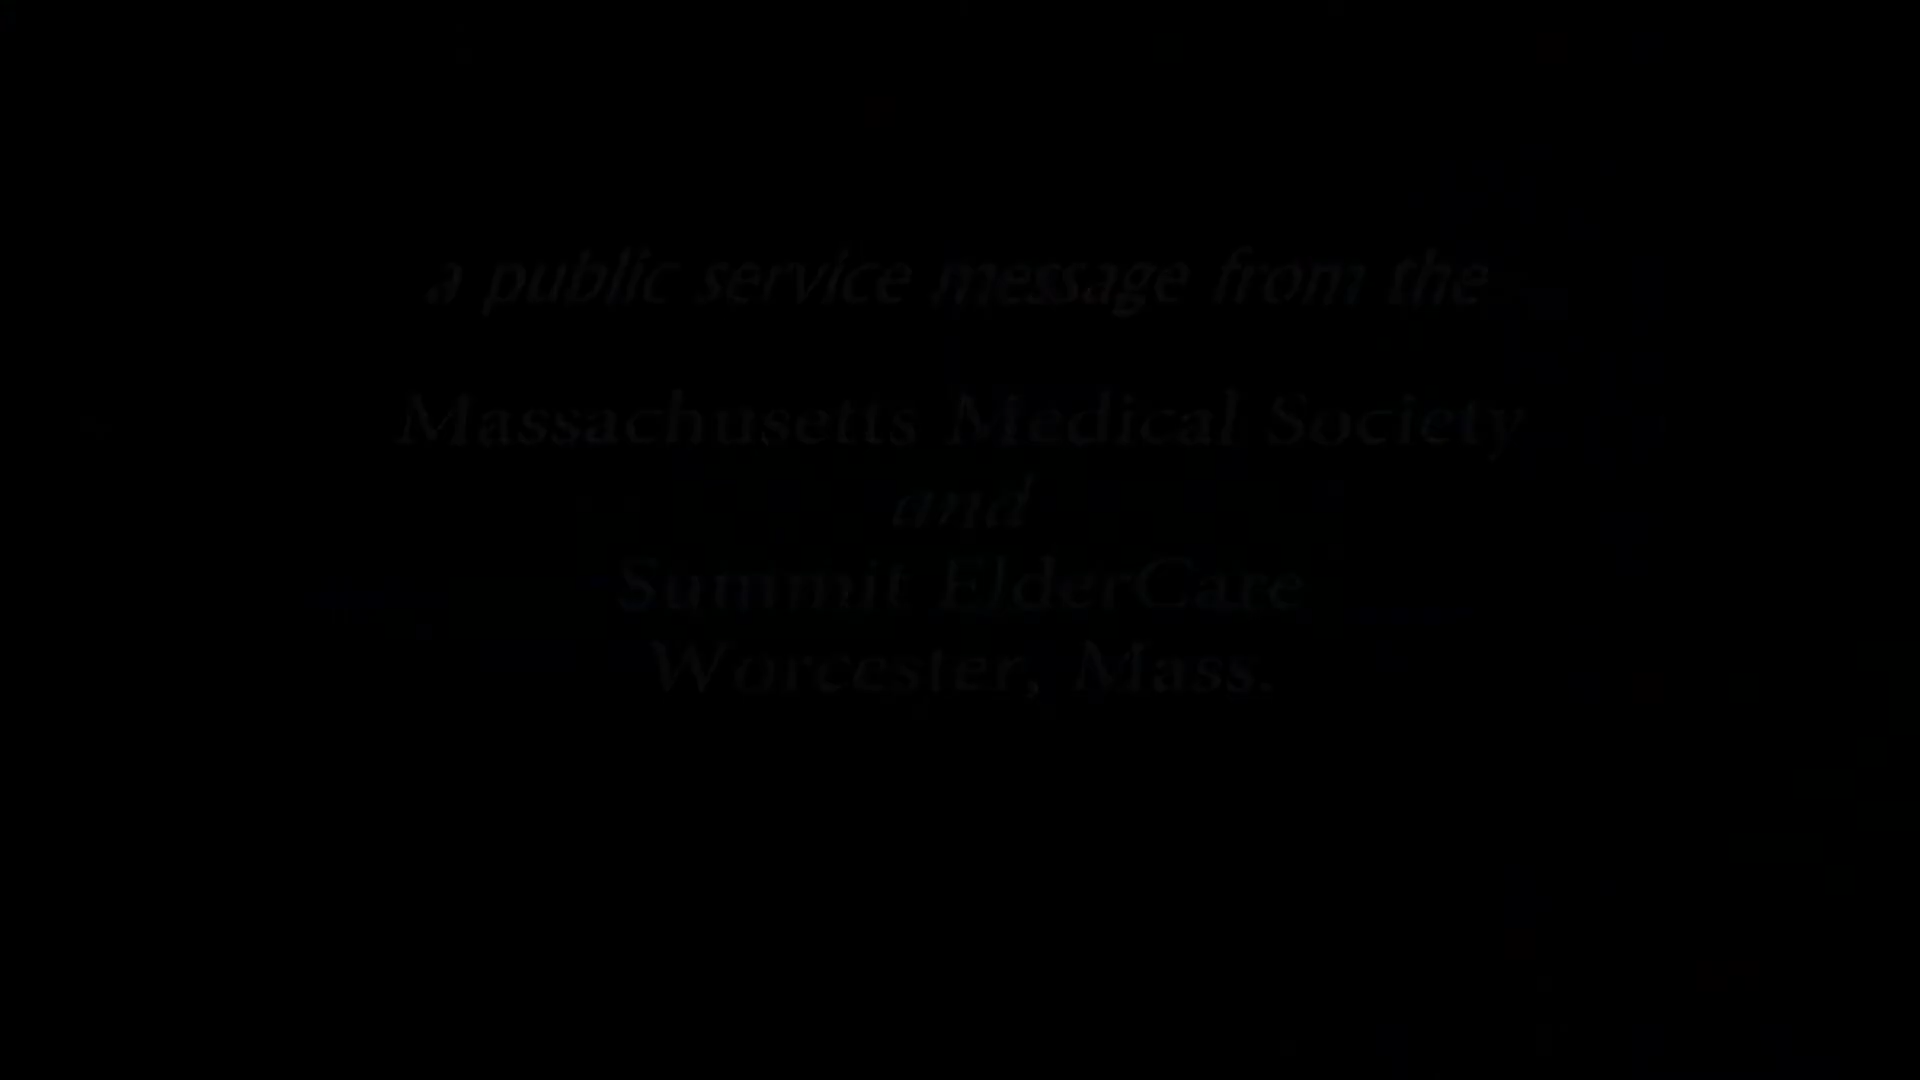 a public service message from the
Massachusetts Medical Society
and
Summit ElderCare
Worcester, Mass.